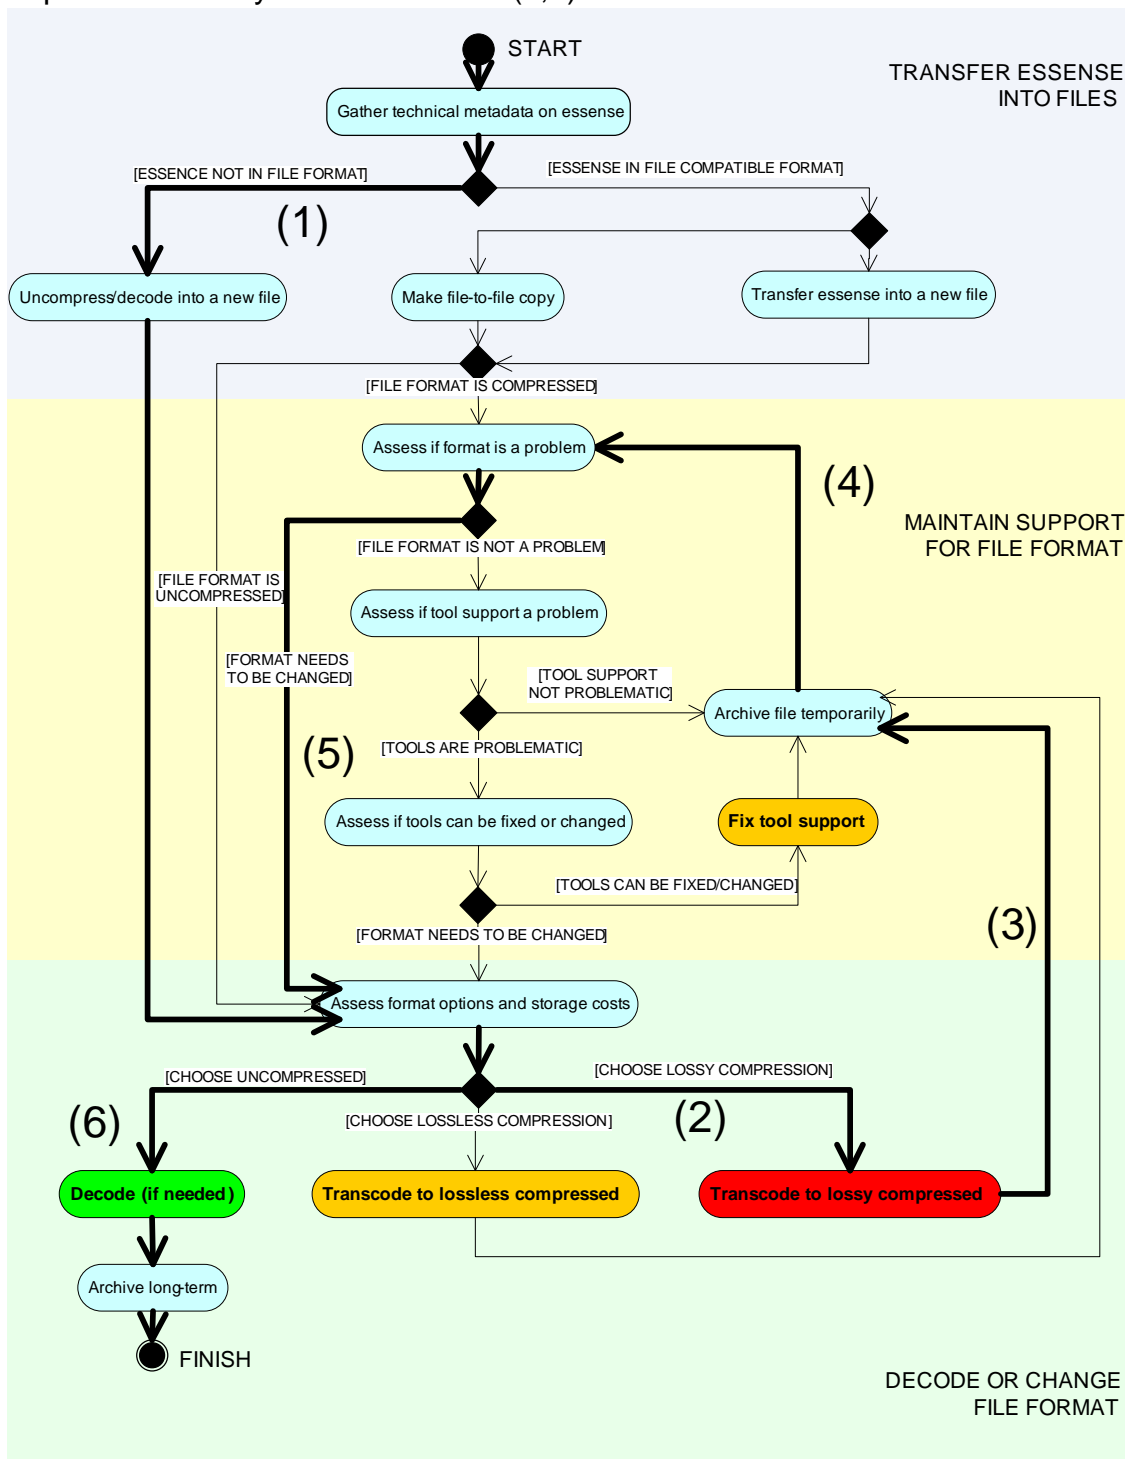 START
TRANSFER ESSENSE
INTO FILES
Gather technical metadata on essense
[ESSENCE NOT IN FILE FORMAT]
[ESSENSE IN FILE COMPATIBLE FORMAT]
(1)
Uncompress/decode into a new file
Make file-to-file copy
Transfer essense into a new file
[FILE FORMAT IS COMPRESSED]
Assess if format is a problem
(4)
MAINTAIN SUPPORT
FOR FILE FORMAT
[FILE FORMAT IS NOT A PROBLEM]
[FILE FORMAT IS
UNCOMPRESSED]
Assess if tool support a problem
[FORMAT NEEDS
TO BE CHANGED]
[TOOL SUPPORT
NOT PROBLEMATIC]
Archive file temporarily
(5)
[TOOLS ARE PROBLEMATIC]
Assess if tools can be fixed or changed
Fix tool support
[TOOLS CAN BE FIXED/CHANGED]
(3)
[FORMAT NEEDS TO BE CHANGED]
Assess format options and storage costs
[CHOOSE UNCOMPRESSED]
[CHOOSE LOSSY COMPRESSION]
[CHOOSE LOSSLESS COMPRESSION]
(6)
(2)
Decode (if needed)
Transcode to lossless compressed
Transcode to lossy compressed
Archive long-term
FINISH
DECODE OR CHANGE
FILE FORMAT